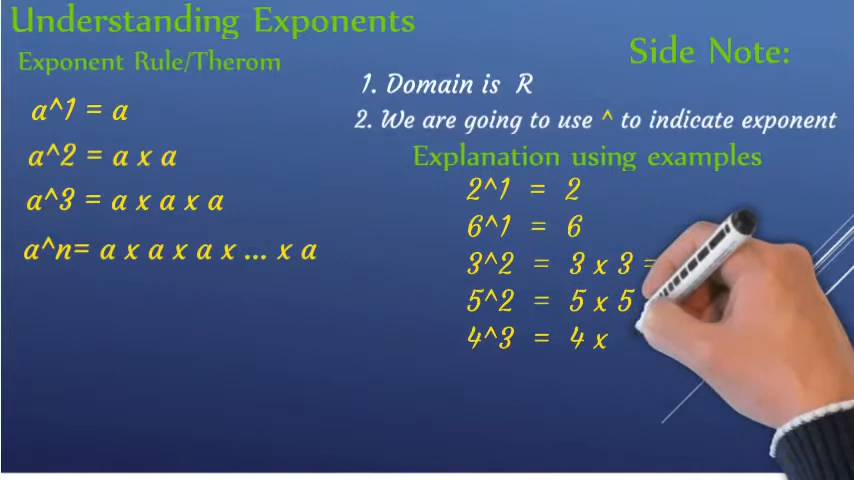 Understanding Exponents
Exponent Rule/Therom
a^1 = a
a^2 = a x a
a^3 = a x a x a
a^n= a x a x a x ... x a
Side Note:
1. Domain is R
2. We are going to use ^ to indicate exponent
Explanation using examples
2^1 = 2
6^1 = 6
3^2 = 3 x 3 =
5^2 = 5 x 5
4^3 = 4 x